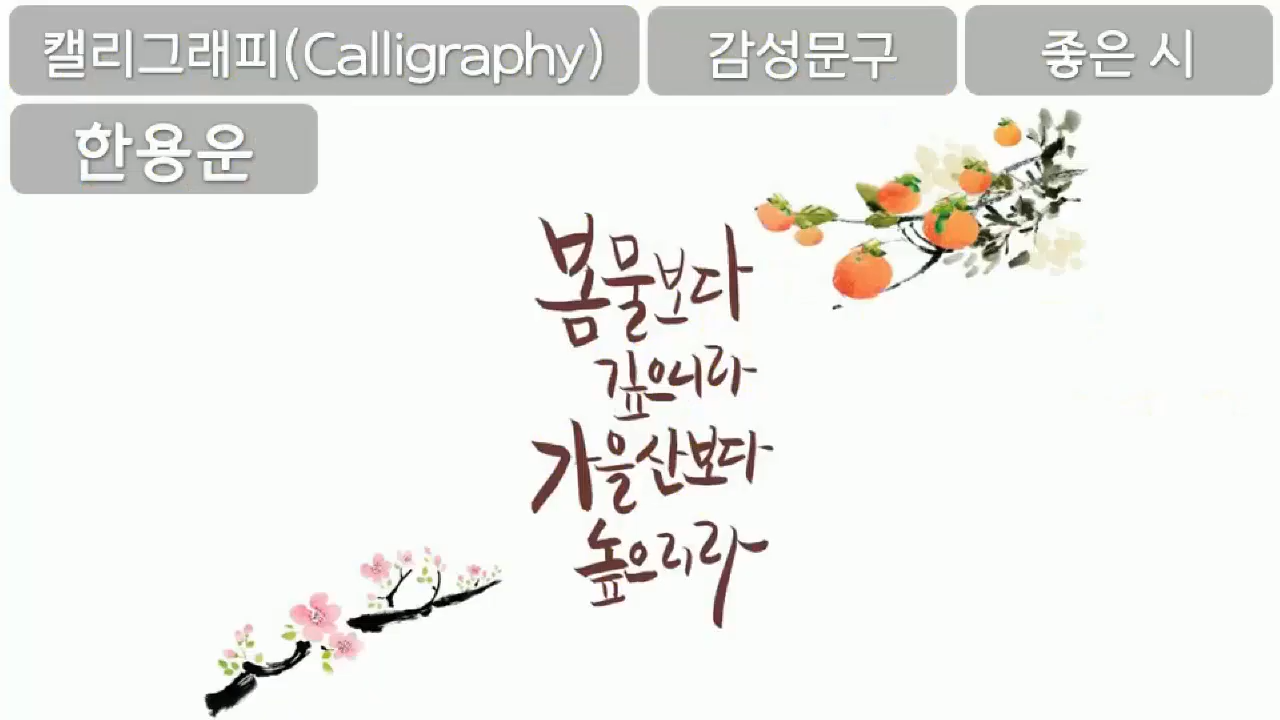 캘리그래피(Calligraphy)
감성문구
좋은 시
한용운
봄물보다
깊으니라
가을산보다
높으리라